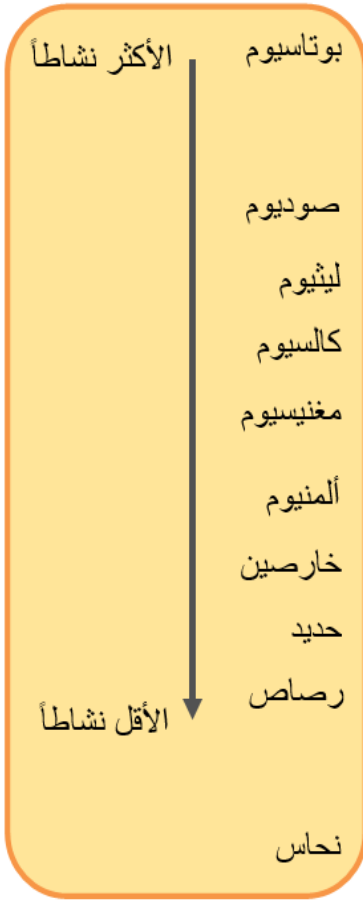 بوتاسيوم
الأكثر نشاطاً
صوديوم
ليثيوم
كالسيوم
مغنيسيوم
ألمنيوم
خارصين
حديد
رصاص
الأقل نشاطاً
نحاس